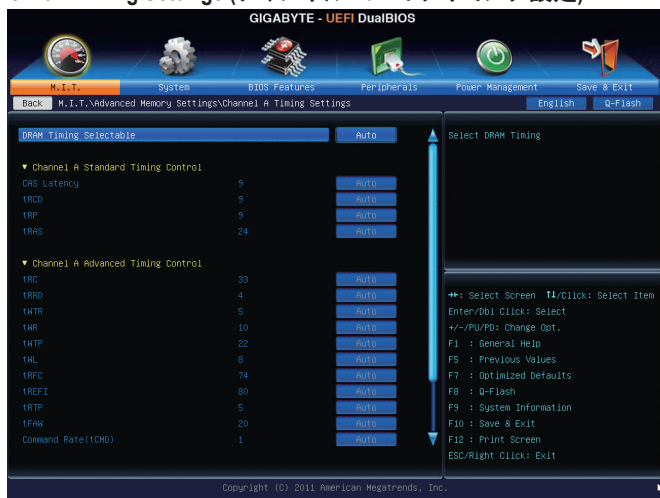 GIGABYTE - UEFI DualBIOS
M.I.T.
System
BIOS Features
Peripherals
Power Management
Save & Exit
Back M.I.T.\Advanced Memory Settings\Channel A Timing Settings
English Q-Flash
DRAM Timing Selectable Auto
▼ Channel A Standard Timing Control
CAS Latency 9 Auto
tRCD 9 Auto
tRP 9 Auto
tRAS 24 Auto
▼ Channel A Advanced Timing Control
tRC 33 Auto
tRRD 4 Auto
tWTR 5 Auto
tWR 10 Auto
tWTP 22 Auto
tWL 8 Auto
tRFC 74 Auto
tREFI 80 Auto
tRTP 5 Auto
tFAW 20 Auto
Command Rate(tCMD) 1 Auto
Select DRAM Timing
→←: Select Screen ↑↓/Click: Select Item
Enter/Dbl Click: Select
+/-/PU/PD: Change Opt.
F1 : General Help
F5 : Previous Values
F7 : Optimized Defaults
F8 : Q-Flash
F9 : System Information
F10 : Save & Exit
F12 : Print Screen
ESC/Right Click: Exit
Copyright (C) 2011 American Megatrends, Inc.